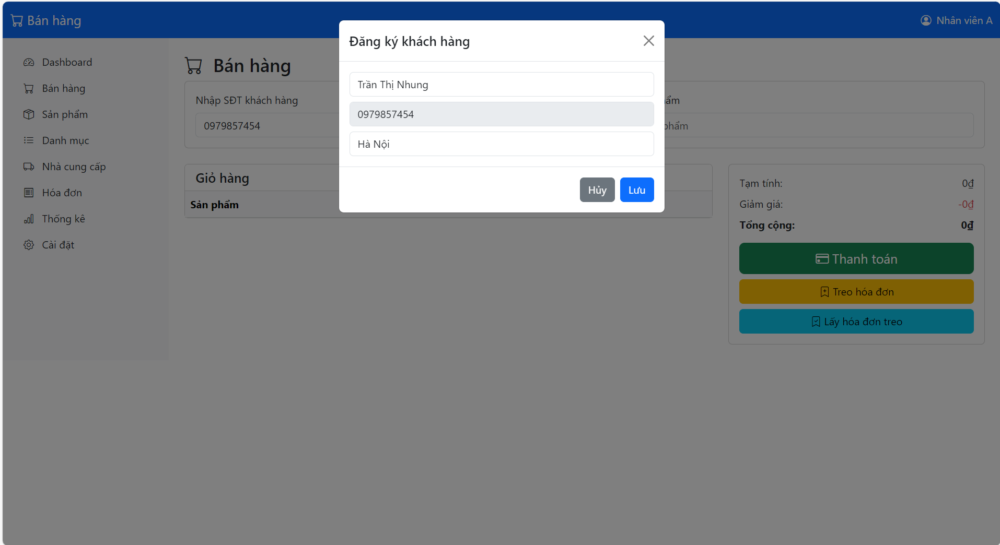 Bán hàng
Nhân viên A
Dashboard
Bán hàng
Sản phẩm
Danh mục
Nhà cung cấp
Hóa đơn
Thống kê
Cài đặt
Bán hàng
Nhập SĐT khách hàng
0979857454
Giỏ hàng
Sản phẩm
Đăng ký khách hàng
Trần Thị Nhung
0979857454
Hà Nội
Hủy
Lưu
Tạm tính: 0₫
Giảm giá: -0₫
Tổng cộng: 0₫
Thanh toán
Treo hóa đơn
Lấy hóa đơn treo